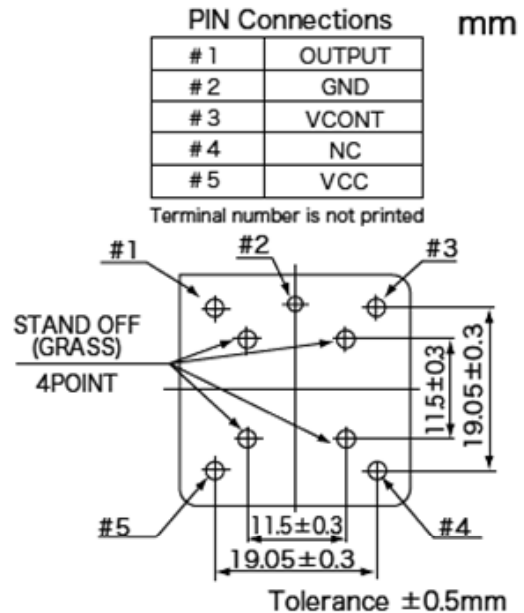 PIN Connections mm
#1 OUTPUT
#2 GND
#3 VCONT
#4 NC
#5 VCC
Terminal number is not printed
#1 #2 #3
STAND OFF
(GRASS)
4POINT
11.5±0.3
19.05±0.3
#5 11.5±0.3 #4
19.05±0.3
Tolerance ±0.5mm